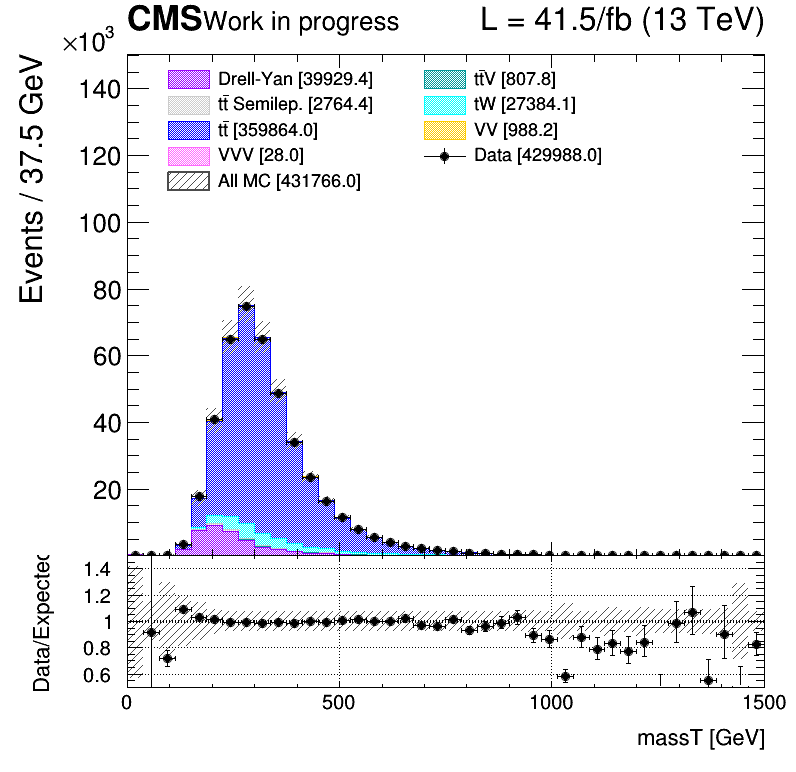 CMS Work in progress L = 41.5/fb (13 TeV)
×10³
Events / 37.5 GeV
140
120
100
80
60
40
20
Drell-Yan [39929.4]
tt̄ Semilep. [2764.4]
tt̄ [359864.0]
VVV [28.0]
All MC [431766.0]
tt̄V [807.8]
tW [27384.1]
VV [988.2]
Data [429988.0]
Data/Expected
1.4
1.2
1
0.8
0.6
0 500 1000 1500
massT [GeV]